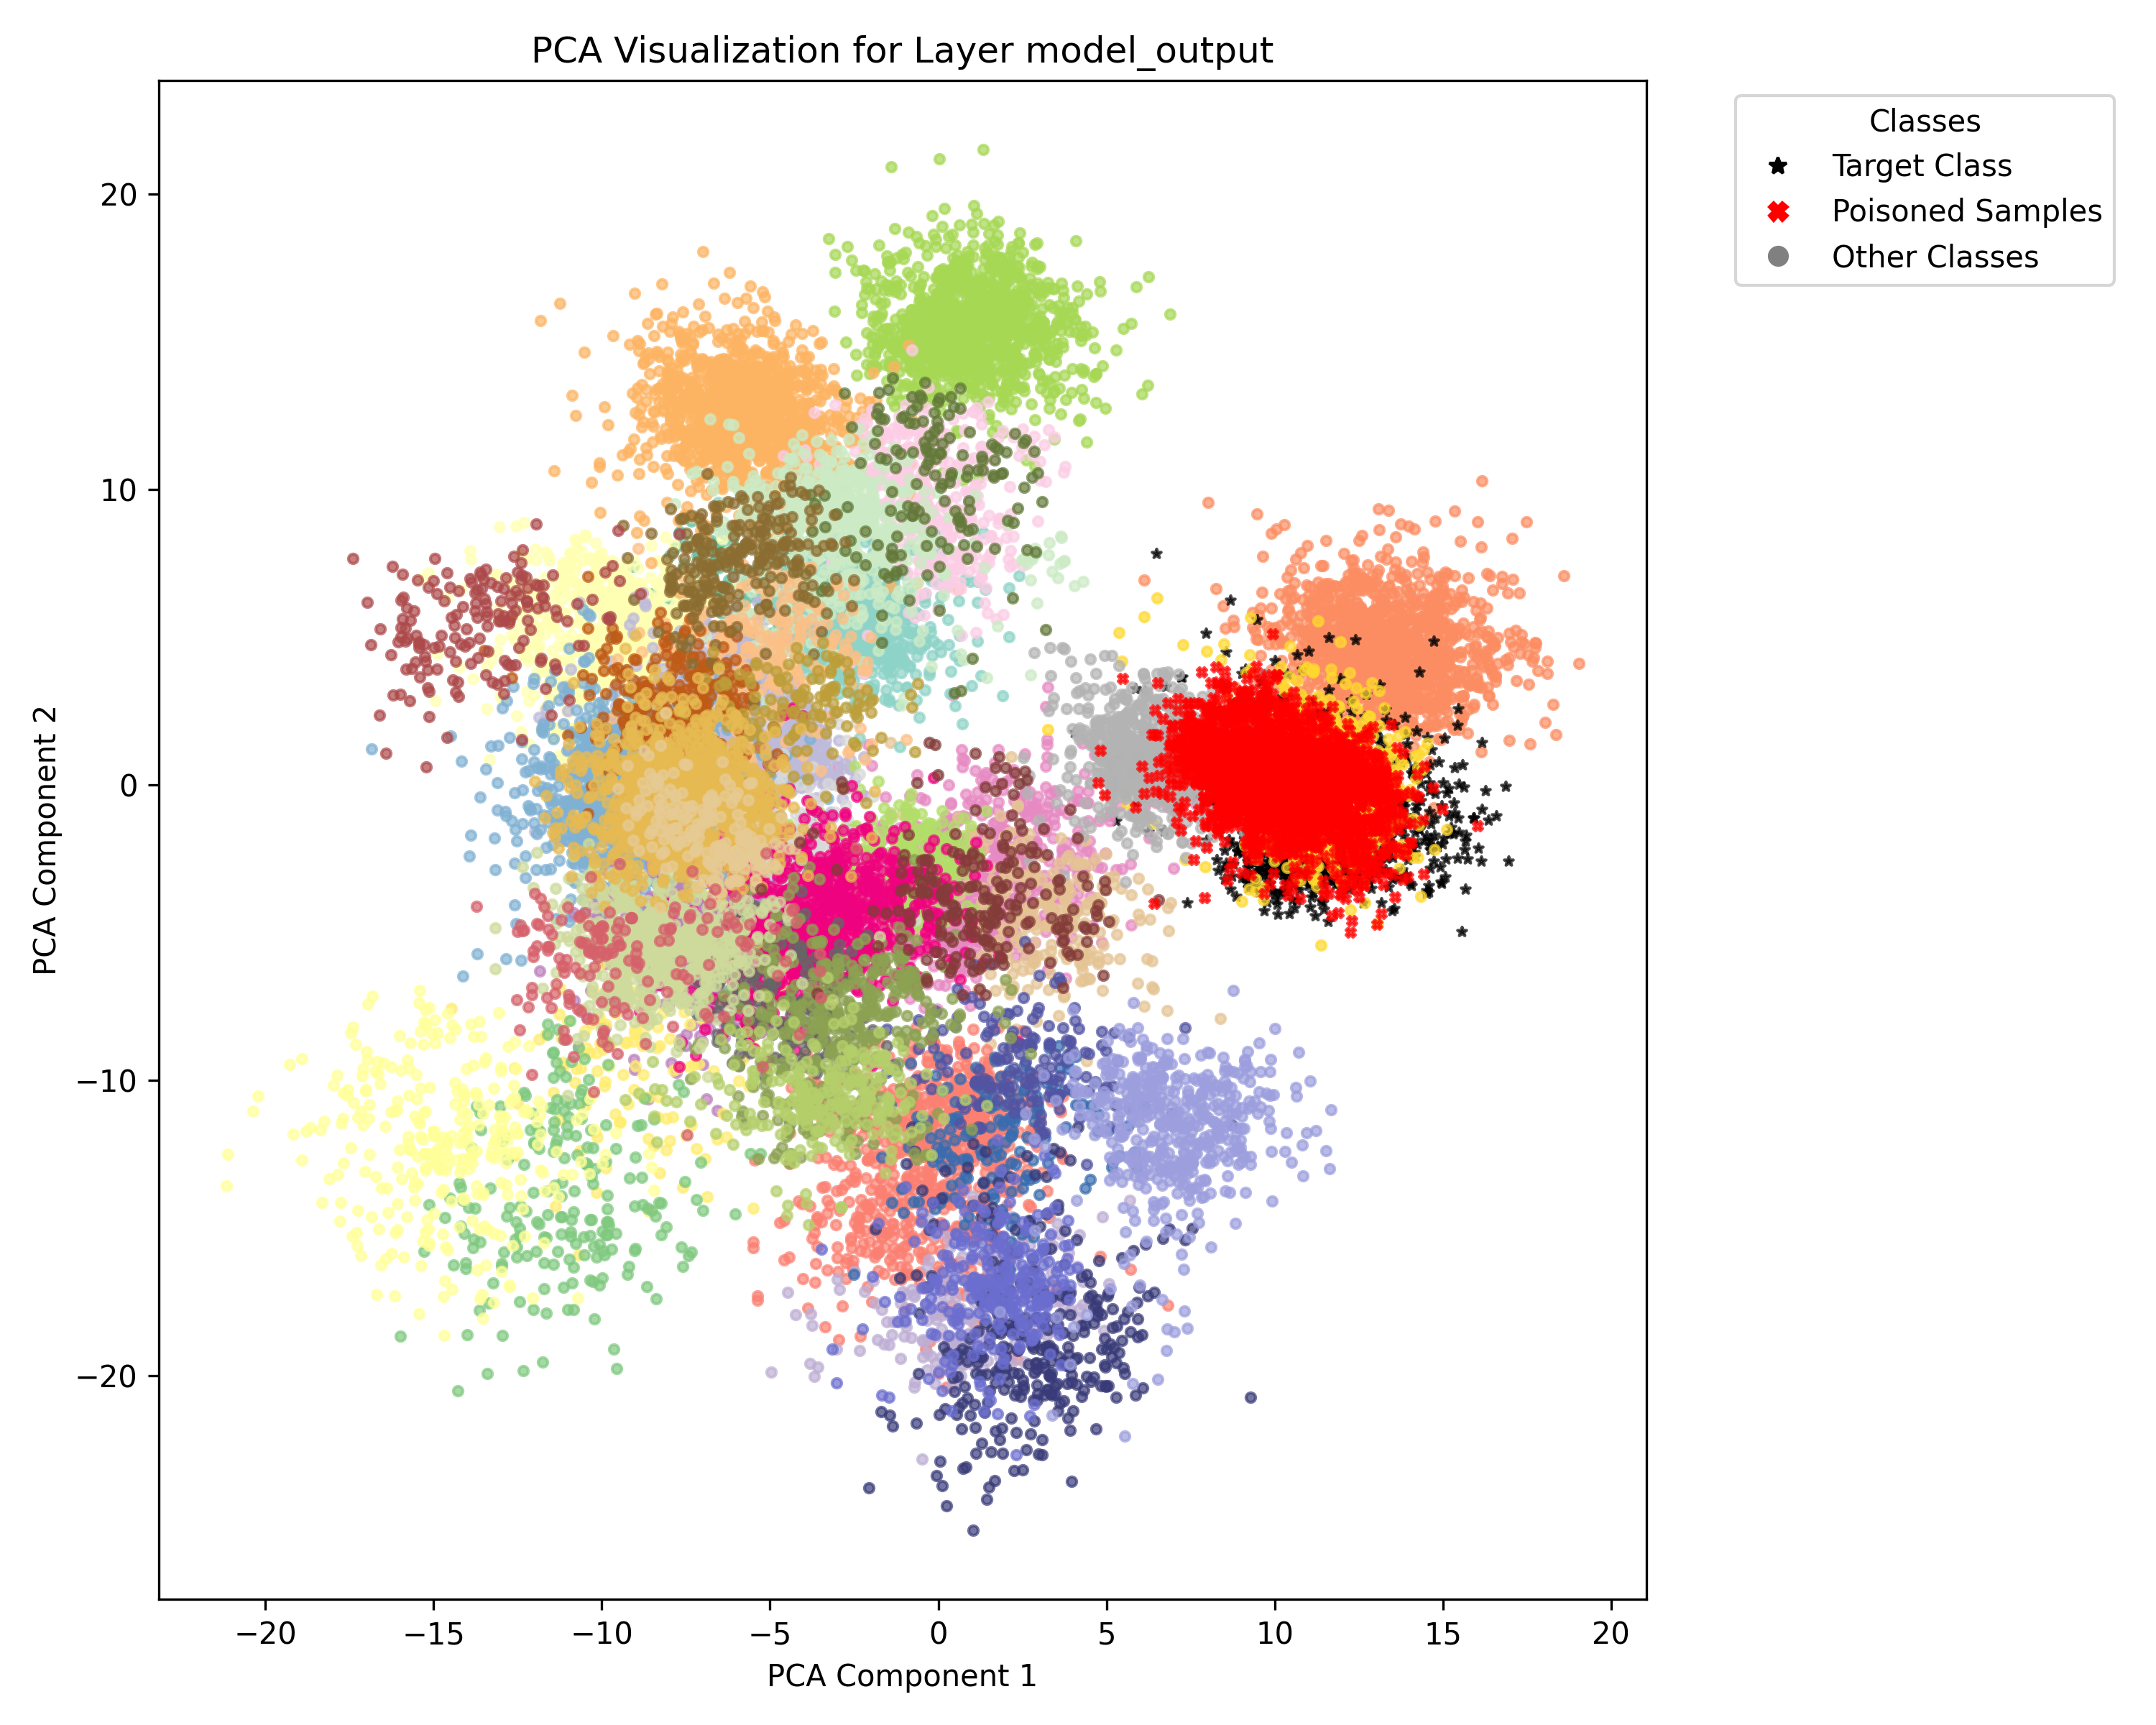 PCA Visualization for Layer model_output
Classes
Target Class
Poisoned Samples
Other Classes
20
10
0
−10
−20
PCA Component 2
−20
−15
−10
−5
0
5
10
15
20
PCA Component 1